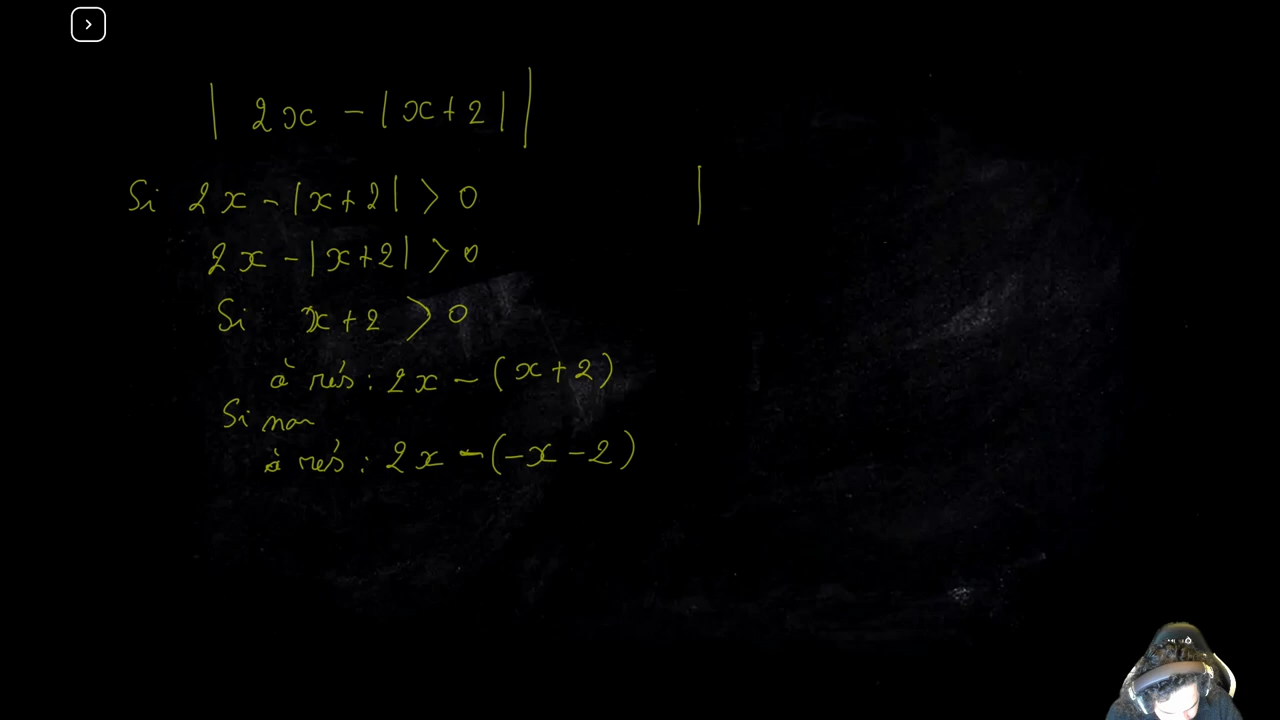 | 2x - |x+2||
Si 2x - |x+2| > 0
2x - |x+2| > 0
Si x+2 > 0
à rés : 2x - (x+2)
Si non
à rés : 2x - (-x-2)
|